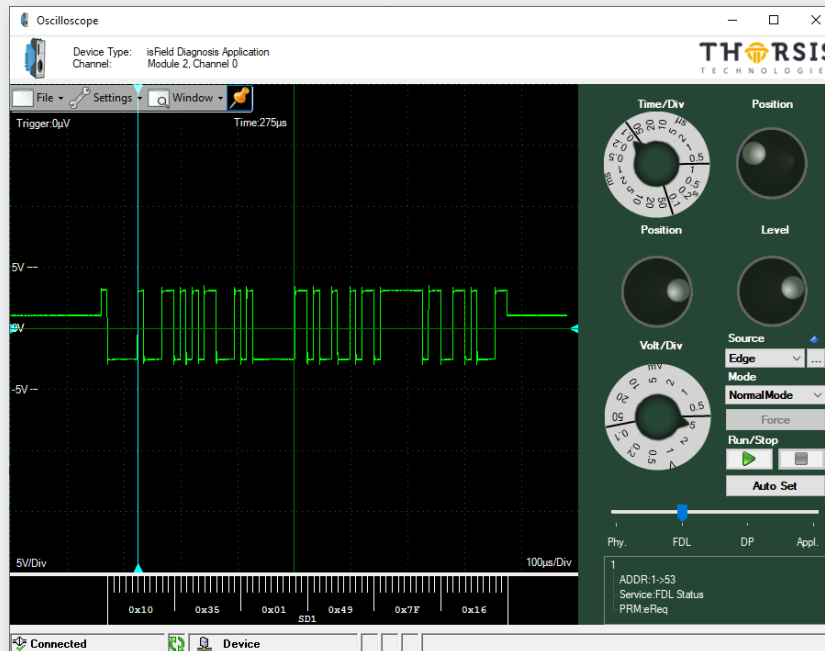 Oscilloscope
Device Type: isField Diagnosis Application
Channel: Module 2, Channel 0
THORSIS
TECHNOLOGIE
File
Settings
Window
Trigger:0µV
Time:275µs
5V
0V
-5V
5V/Div
100µs/Div
0x10 0x35 0x01 0x49 0x7F 0x16
SD1
Time/Div
Position
Position
Level
Volt/Div
Source
Edge
...
Mode
NormalMode
Force
Run/Stop
Auto Set
Phy. FDL DP Appl.
1
ADDR:1->53
Service:FDL Status
PRM:eReq
Connected
Device